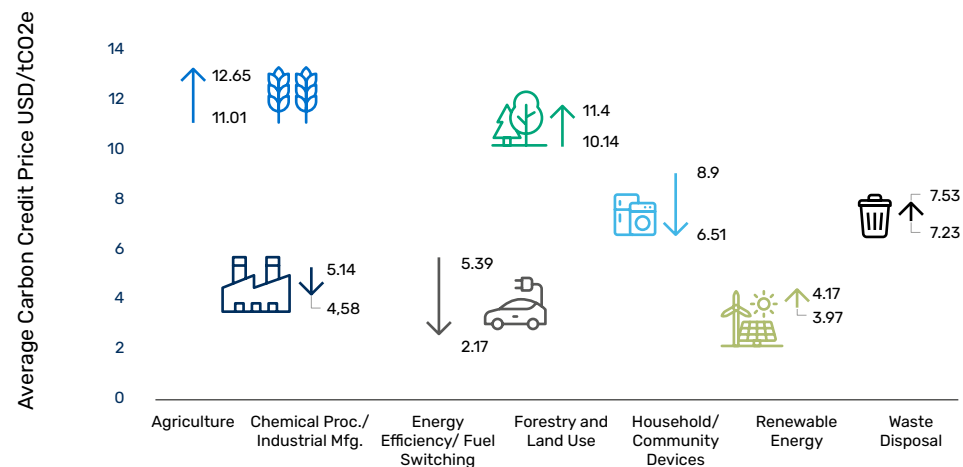 Average Carbon Credit Price USD/tCO2e
14
12
10
8
6
4
2
0
12.65
11.01
5.14
4,58
5.39
2.17
11.4
10.14
8.9
6.51
4.17
3.97
7.53
7.23
Agriculture
Chemical Proc./
Industrial Mfg.
Energy
Efficiency/ Fuel
Switching
Forestry and
Land Use
Household/
Community
Devices
Renewable
Energy
Waste
Disposal